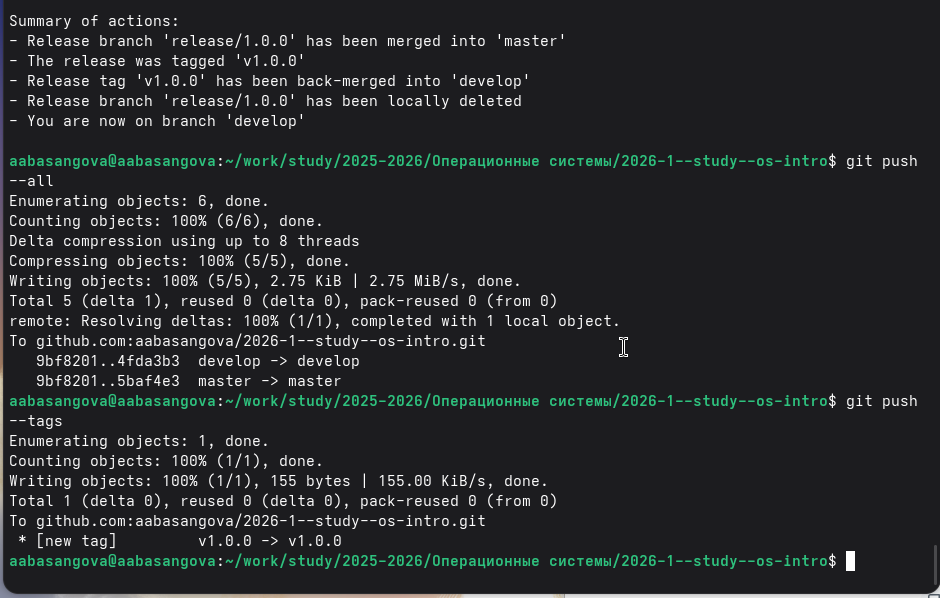 Summary of actions:
- Release branch 'release/1.0.0' has been merged into 'master'
- The release was tagged 'v1.0.0'
- Release tag 'v1.0.0' has been back-merged into 'develop'
- Release branch 'release/1.0.0' has been locally deleted
- You are now on branch 'develop'
aabasangova@aabasangova:~/work/study/2025-2026/Операционные системы/2026-1--study--os-intro$ git push
--all
Enumerating objects: 6, done.
Counting objects: 100% (6/6), done.
Delta compression using up to 8 threads
Compressing objects: 100% (5/5), done.
Writing objects: 100% (5/5), 2.75 KiB | 2.75 MiB/s, done.
Total 5 (delta 1), reused 0 (delta 0), pack-reused 0 (from 0)
remote: Resolving deltas: 100% (1/1), completed with 1 local object.
To github.com:aabasangova/2026-1--study--os-intro.git
   9bf8201..4fda3b3  develop -> develop
   9bf8201..5baf4e3  master -> master
aabasangova@aabasangova:~/work/study/2025-2026/Операционные системы/2026-1--study--os-intro$ git push
--tags
Enumerating objects: 1, done.
Counting objects: 100% (1/1), done.
Writing objects: 100% (1/1), 155 bytes | 155.00 KiB/s, done.
Total 1 (delta 0), reused 0 (delta 0), pack-reused 0 (from 0)
To github.com:aabasangova/2026-1--study--os-intro.git
 * [new tag]         v1.0.0 -> v1.0.0
aabasangova@aabasangova:~/work/study/2025-2026/Операционные системы/2026-1--study--os-intro$